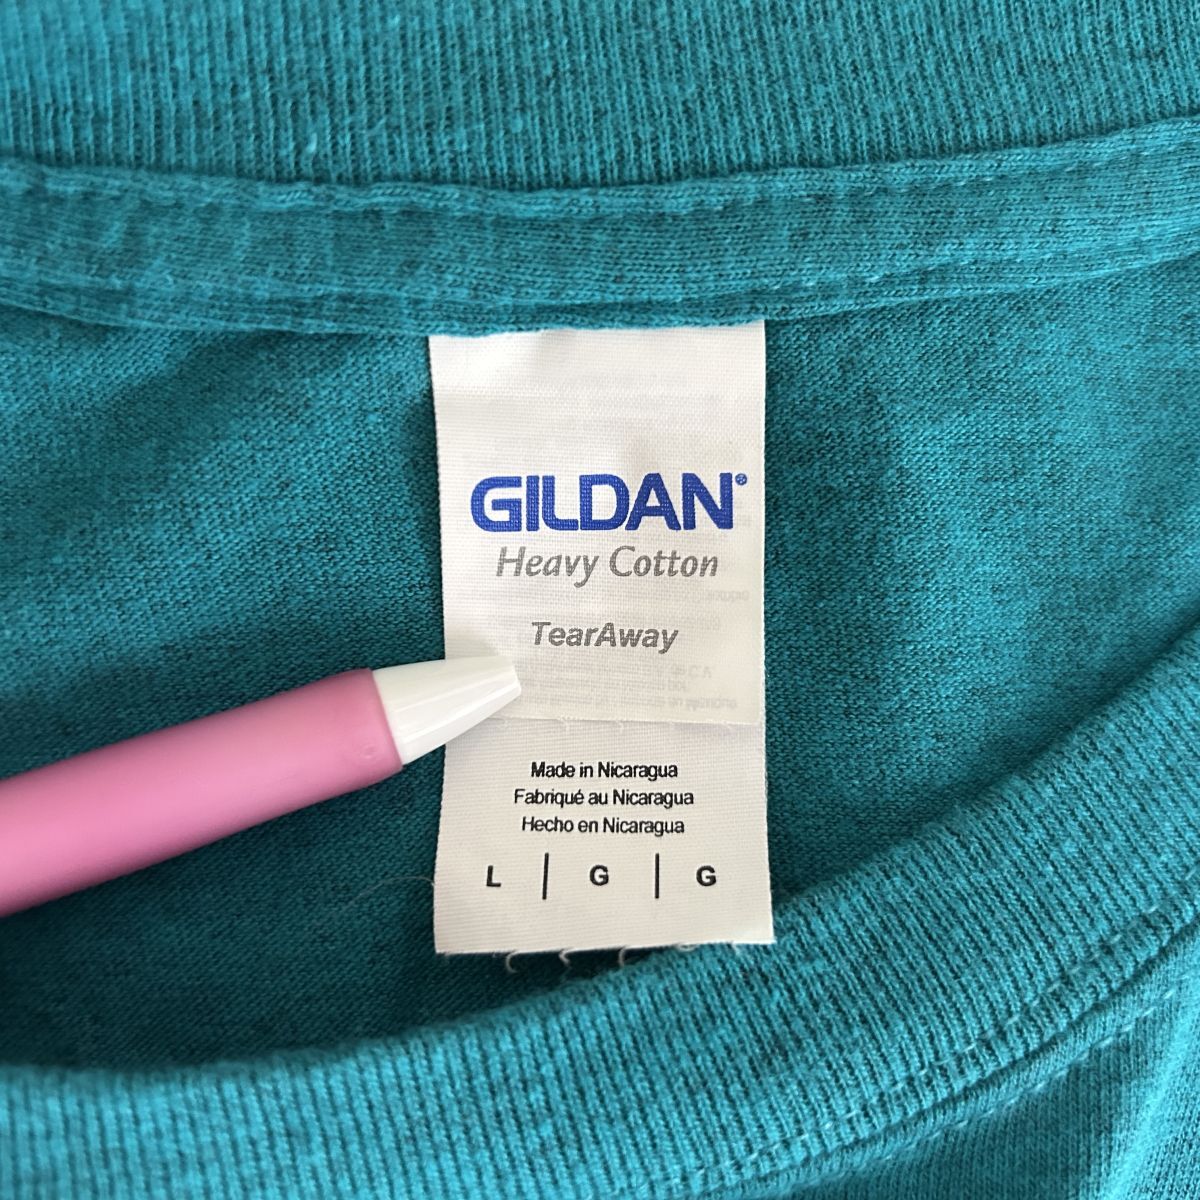 GILDAN®
Heavy Cotton
TearAway
Made in Nicaragua
Fabriqué au Nicaragua
Hecho en Nicaragua
L | G | G